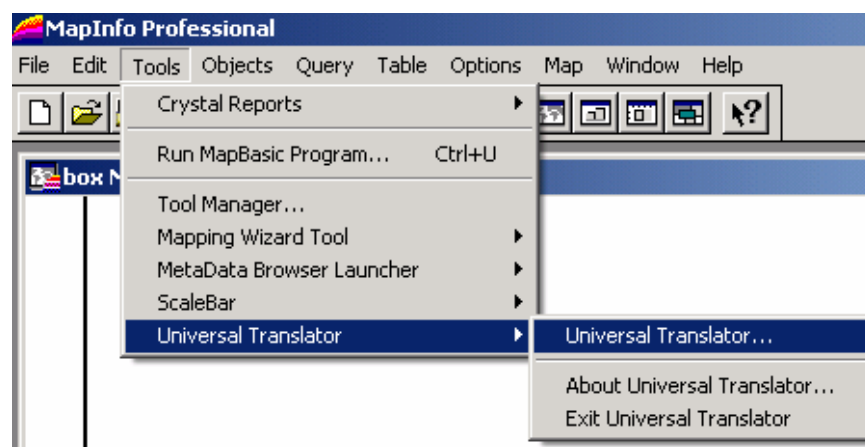 MapInfo Professional
File Edit Tools Objects Query Table Options Map Window Help
Crystal Reports
Run MapBasic Program... Ctrl+U
box M
Tool Manager...
Mapping Wizard Tool
MetaData Browser Launcher
ScaleBar
Universal Translator
Universal Translator...
About Universal Translator...
Exit Universal Translator